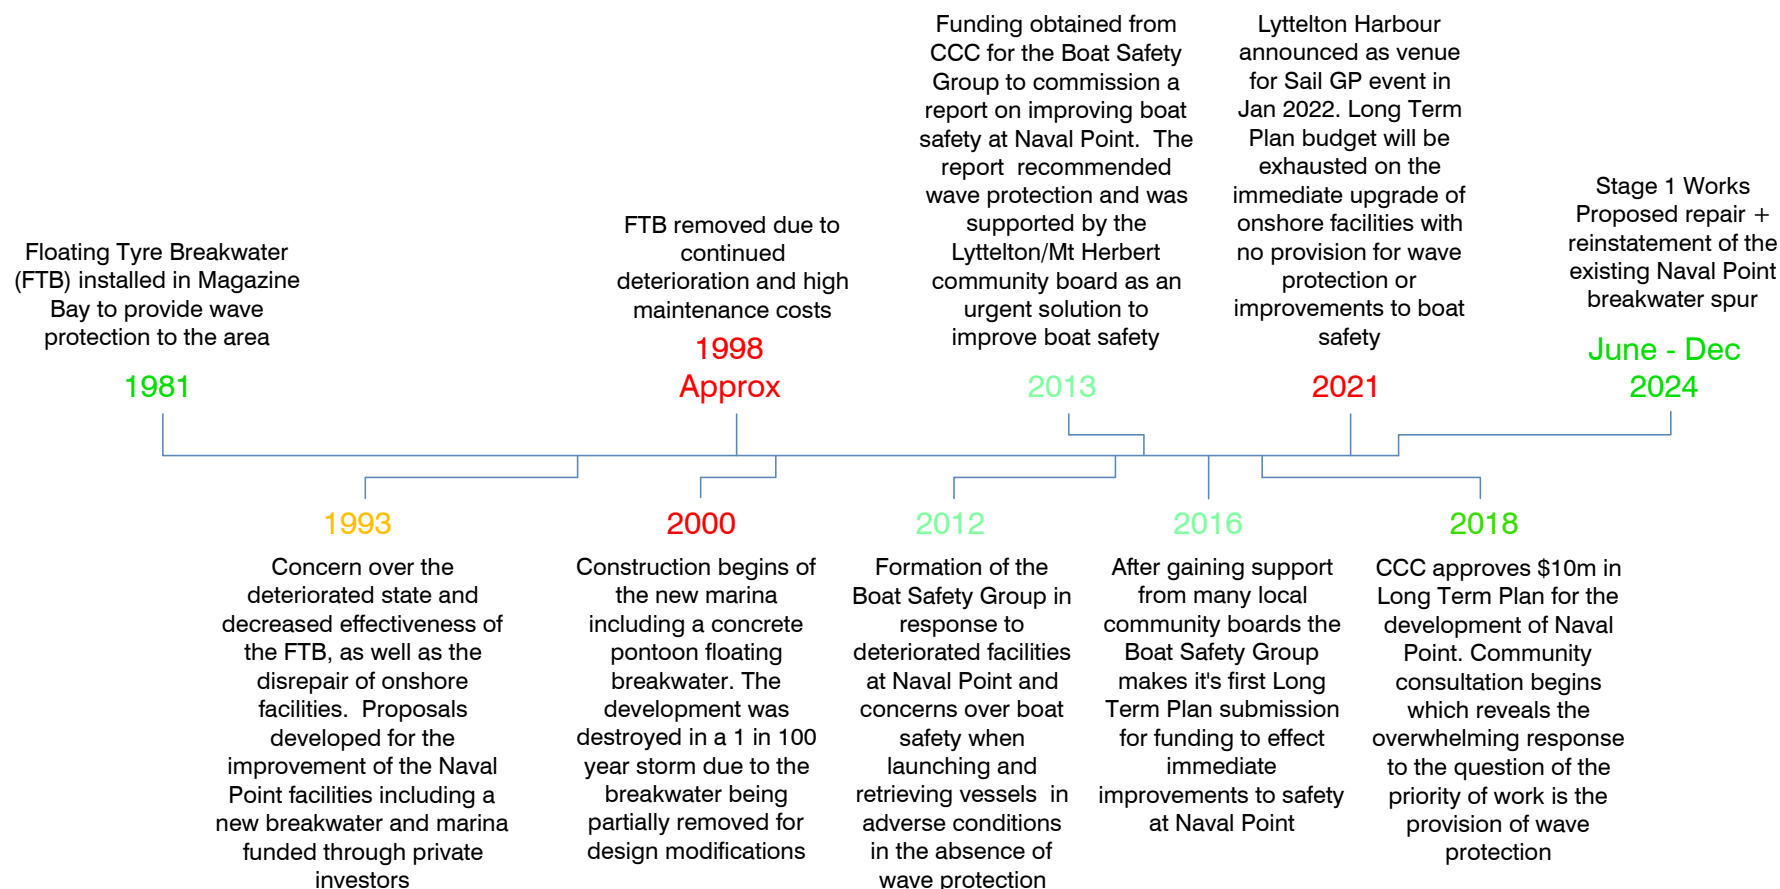 Floating Tyre Breakwater
(FTB) installed in Magazine
Bay to provide wave
protection to the area
1981
FTB removed due to
continued
deterioration and high
maintenance costs
1998
Approx
Funding obtained from
CCC for the Boat Safety
Group to commission a
report on improving boat
safety at Naval Point.  The
report  recommended
wave protection and was
supported by the
Lyttelton/Mt Herbert
community board as an
urgent solution to
improve boat safety
2013
Lyttelton Harbour
announced as venue
for Sail GP event in
Jan 2022. Long Term
Plan budget will be
exhausted on the
immediate upgrade of
onshore facilities with
no provision for wave
protection or
improvements to boat
safety
2021
Stage 1 Works
Proposed repair +
reinstatement of the
existing Naval Point
breakwater spur
June - Dec
2024
1993
Concern over the
deteriorated state and
decreased effectiveness of
the FTB, as well as the
disrepair of onshore
facilities.  Proposals
developed for the
improvement of the Naval
Point facilities including a
new breakwater and marina
funded through private
investors
2000
Construction begins of
the new marina
including a concrete
pontoon floating
breakwater. The
development was
destroyed in a 1 in 100
year storm due to the
breakwater being
partially removed for
design modifications
2012
Formation of the
Boat Safety Group in
response to
deteriorated facilities
at Naval Point and
concerns over boat
safety when
launching and
retrieving vessels  in
adverse conditions
in the absence of
wave protection
2016
After gaining support
from many local
community boards the
Boat Safety Group
makes it's first Long
Term Plan submission
for funding to effect
immediate
improvements to safety
at Naval Point
2018
CCC approves $10m in
Long Term Plan for the
development of Naval
Point. Community
consultation begins
which reveals the
overwhelming response
to the question of the
priority of work is the
provision of wave
protection